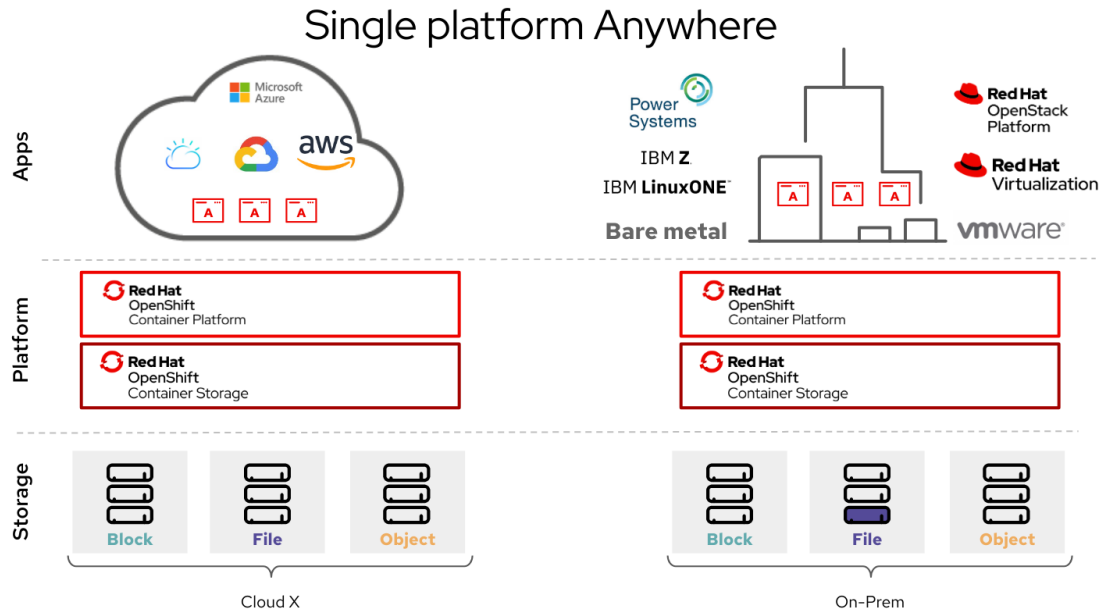 Single platform Anywhere
Apps
Microsoft
Azure
aws
A
A
A
Power
Systems
IBM Z
IBM LinuxONE™
Bare metal
A
A
A
Red Hat
OpenStack
Platform
Red Hat
Virtualization
vmware®
Platform
Red Hat
OpenShift
Container Platform
Red Hat
OpenShift
Container Storage
Red Hat
OpenShift
Container Platform
Red Hat
OpenShift
Container Storage
Storage
Block
File
Object
Block
File
Object
Cloud X
On-Prem